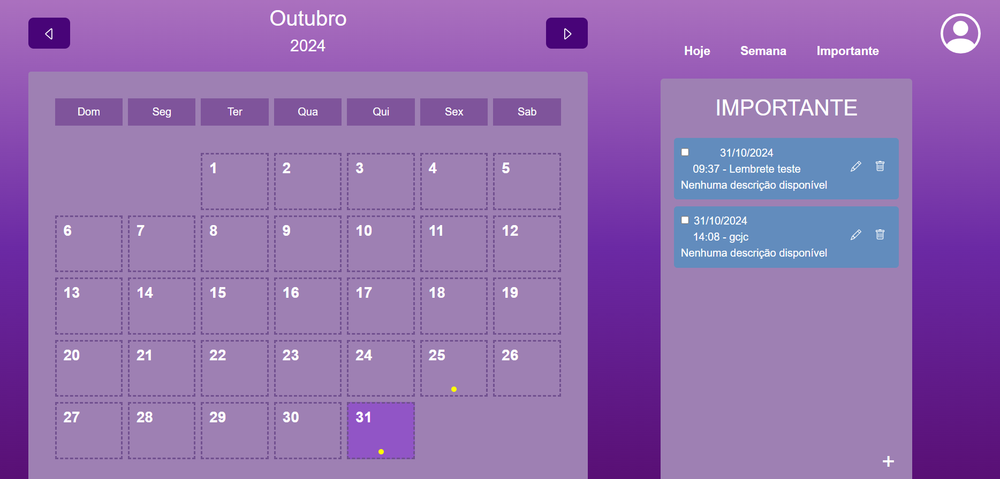 Outubro
2024
Hoje Semana Importante
Dom Seg Ter Qua Qui Sex Sab
1 2 3 4 5
6 7 8 9 10 11 12
13 14 15 16 17 18 19
20 21 22 23 24 25 26
27 28 29 30 31
IMPORTANTE
31/10/2024
09:37 - Lembrete teste
Nenhuma descrição disponível
31/10/2024
14:08 - gcjc
Nenhuma descrição disponível
+